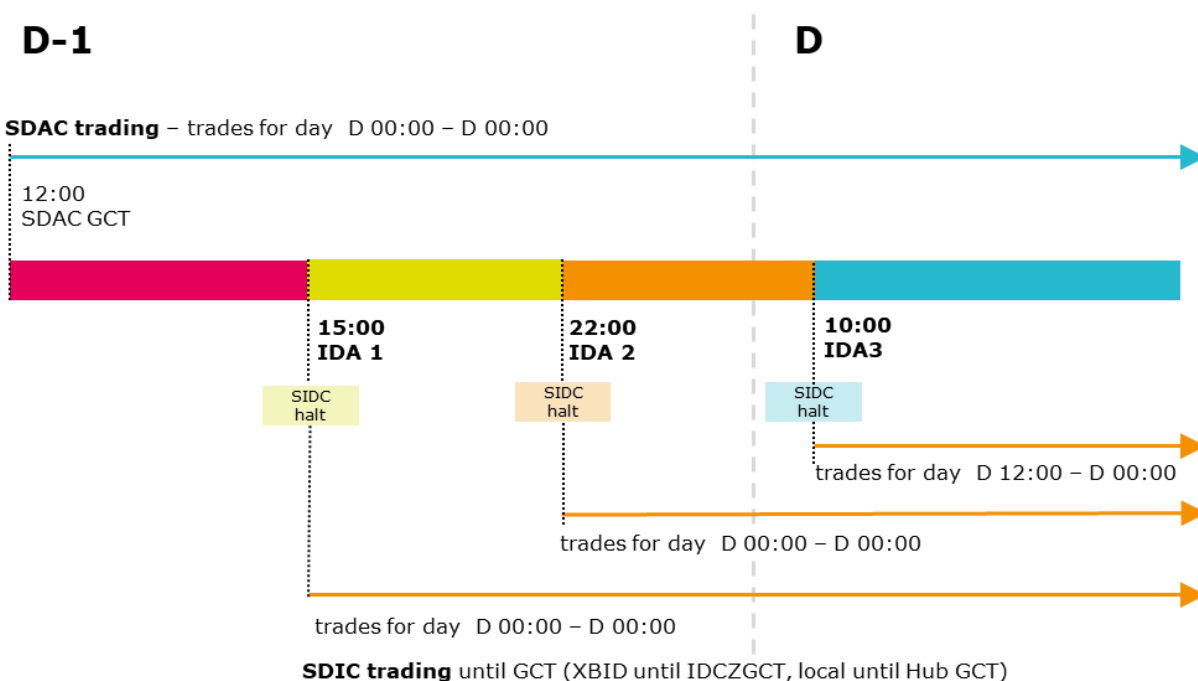 D-1
D
SDAC trading – trades for day D 00:00 – D 00:00
12:00
SDAC GCT
15:00
IDA 1
22:00
IDA 2
10:00
IDA3
SIDC
halt
SIDC
halt
SIDC
halt
trades for day D 12:00 – D 00:00
trades for day D 00:00 – D 00:00
trades for day D 00:00 – D 00:00
SDIC trading until GCT (XBID until IDCZGCT, local until Hub GCT)